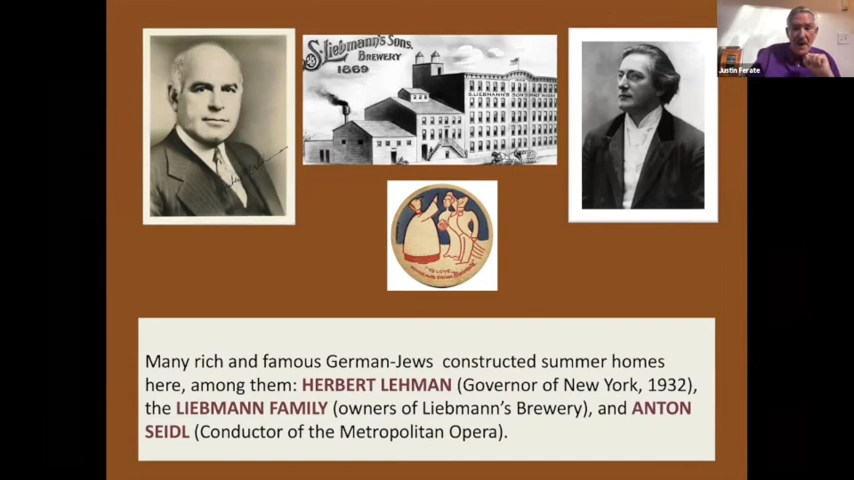 S. Liebmann's Sons.
BREWERY
1869
S. LIEBMANN'S SONS
Justin Ferate
Many rich and famous German-Jews constructed summer homes
here, among them: HERBERT LEHMAN (Governor of New York, 1932),
the LIEBMANN FAMILY (owners of Liebmann's Brewery), and ANTON
SEIDL (Conductor of the Metropolitan Opera).